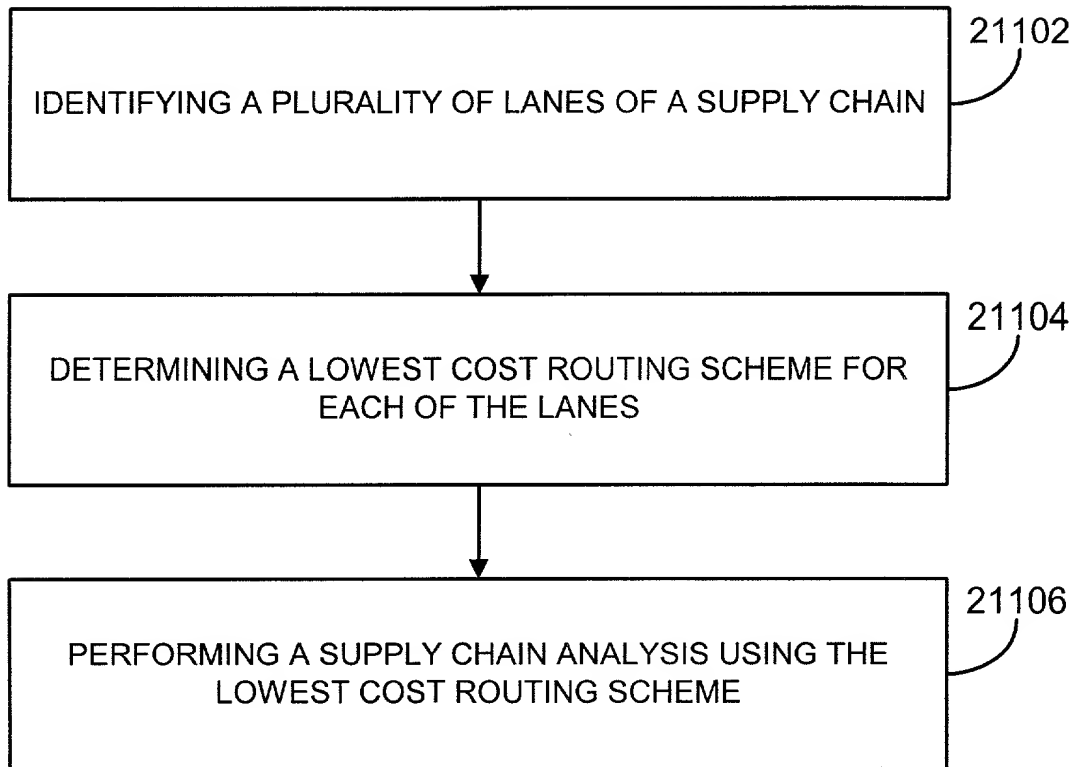 21102
IDENTIFYING A PLURALITY OF LANES OF A SUPPLY CHAIN
21104
DETERMINING A LOWEST COST ROUTING SCHEME FOR
EACH OF THE LANES
21106
PERFORMING A SUPPLY CHAIN ANALYSIS USING THE
LOWEST COST ROUTING SCHEME